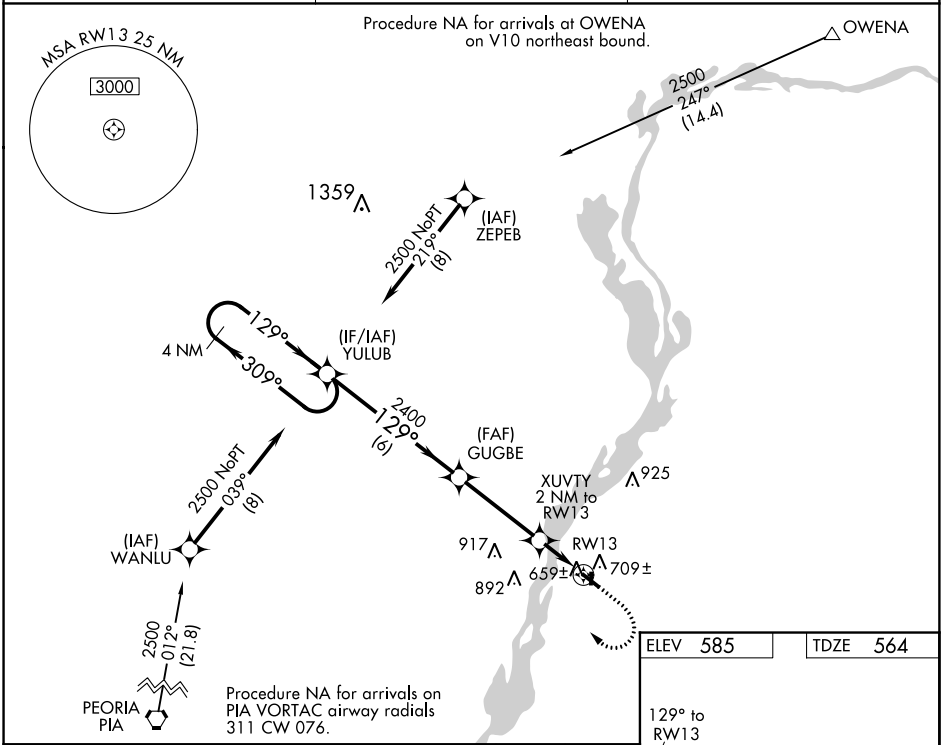 Procedure NA for arrivals at OWENA
on V10 northeast bound.
OWENA
MSA RW13 25 NM
3000
2500
247°
(14.4)
1359
(IAF)
ZEPEB
2500 NoPT
219°
(8)
129°
4 NM
309°
(IF/IAF)
YULUB
2400
129°
(6)
(FAF)
GUGBE
2500 NoPT
039°
(8)
XUVTY
2 NM to
RW13
925
(IAF)
WANLU
917
RW13
892
659±
709±
2500
012°
(21.8)
PEORIA
PIA
Procedure NA for arrivals on
PIA VORTAC airway radials
311 CW 076.
ELEV 585
TDZE 564
129° to
RW13